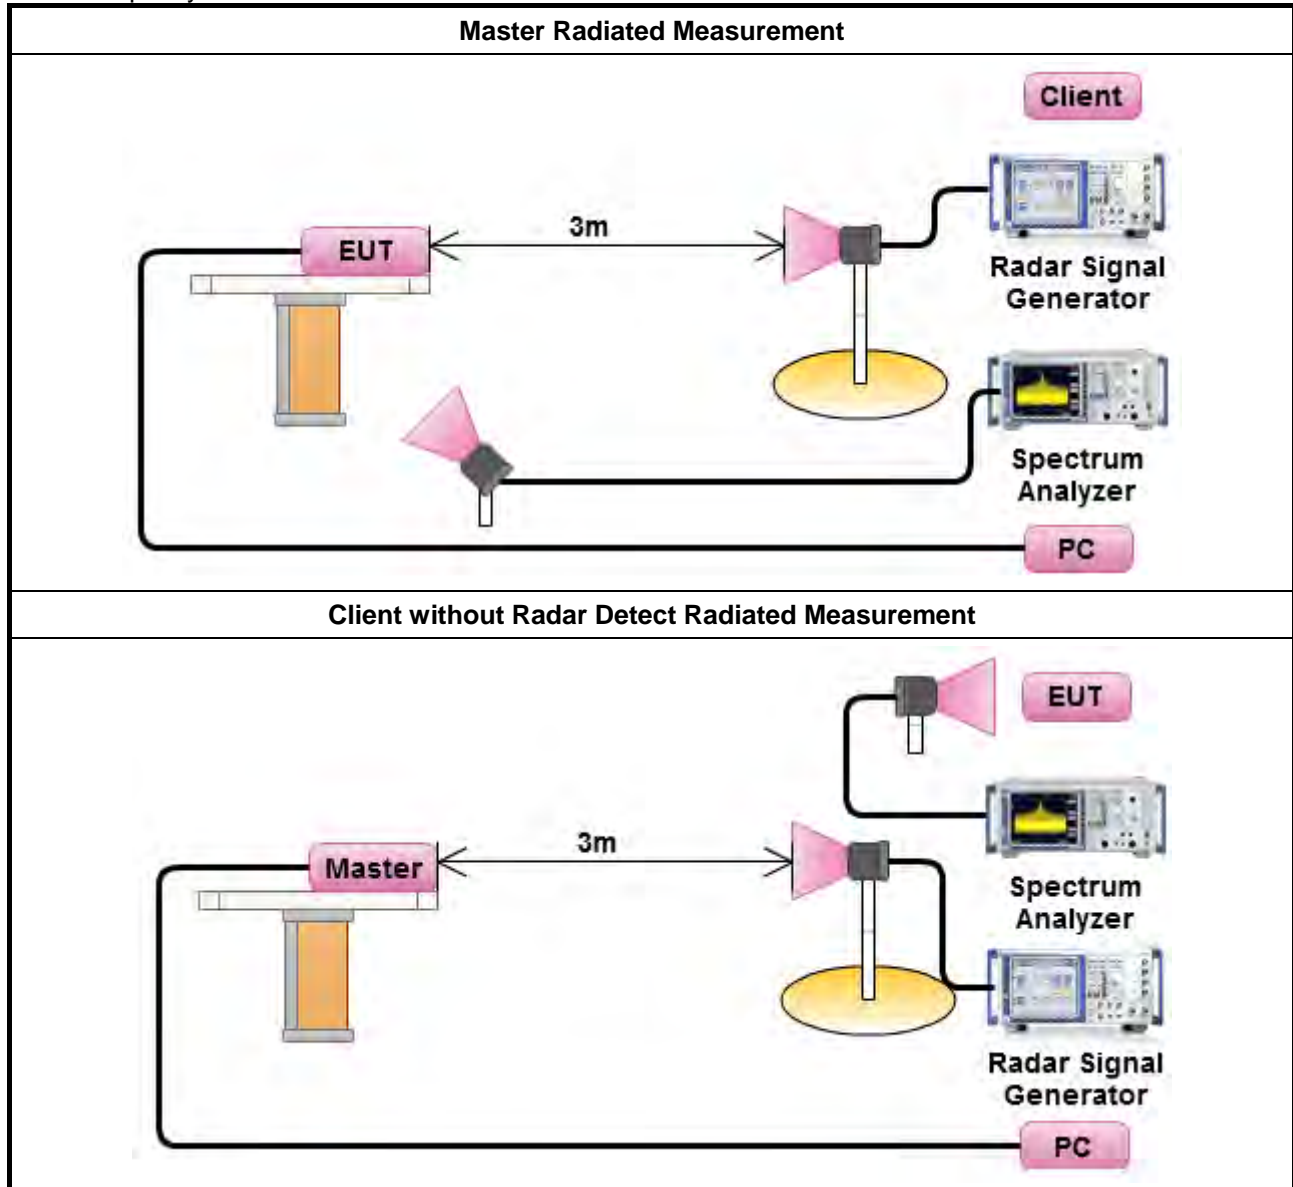 Master Radiated Measurement
Client
EUT
3m
Radar Signal
Generator
Spectrum
Analyzer
PC
Client without Radar Detect Radiated Measurement
EUT
Master
3m
Spectrum
Analyzer
Radar Signal
Generator
PC